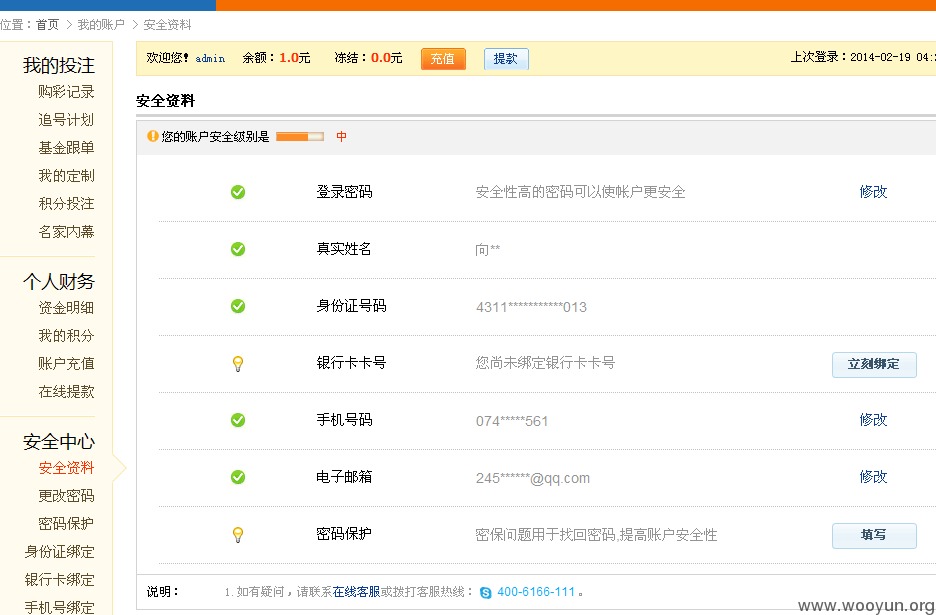 位置：首页 > 我的账户 > 安全资料
我的投注
购彩记录
追号计划
基金跟单
我的定制
积分投注
名家内幕
个人财务
资金明细
我的积分
账户充值
在线提款
安全中心
安全资料
更改密码
密码保护
身份证绑定
银行卡绑定
手机号绑定
欢迎您! admin 余额：1.0元 冻结：0.0元 充值 提款 上次登录：2014-02-19 04:
安全资料
您的账户安全级别是 中
登录密码 安全性高的密码可以使帐户更安全 修改
真实姓名 向**
身份证号码 4311***********013
银行卡卡号 您尚未绑定银行卡卡号 立刻绑定
手机号码 074*****561 修改
电子邮箱 245******@qq.com 修改
密码保护 密保问题用于找回密码,提高账户安全性 填写
说明： 1. 如有疑问，请联系在线客服或拨打客服热线： 400-6166-111 。
www.wooyun.org